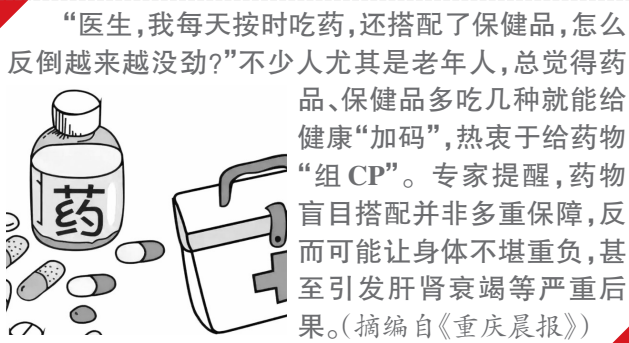 “医生,我每天按时吃药,还搭配了保健品,怎么
反倒越来越没劲?”不少人尤其是老年人,总觉得药
品、保健品多吃几种就能给
健康“加码”,热衷于给药物
“组CP”。专家提醒,药物
盲目搭配并非多重保障,反
而可能让身体不堪重负,甚
至引发肝肾衰竭等严重后
果。(摘编自《重庆晨报》)
药